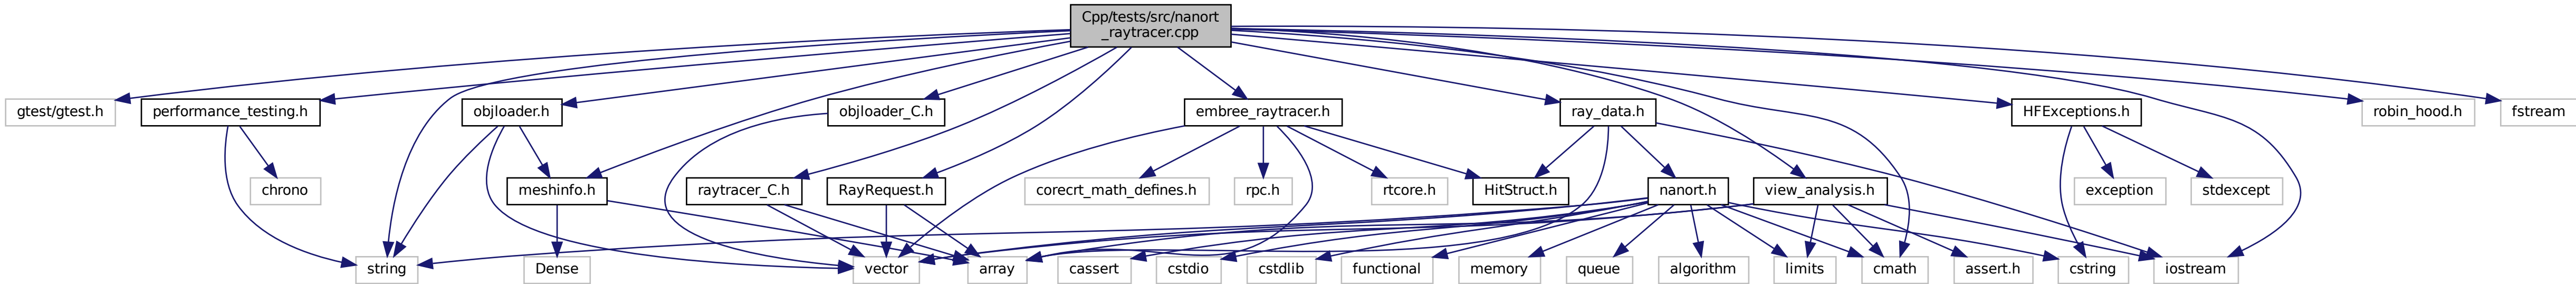 Cpp/tests/src/nanort
_raytracer.cpp
gtest/gtest.h
performance_testing.h
objloader.h
objloader_C.h
embree_raytracer.h
ray_data.h
HFExceptions.h
robin_hood.h
fstream
chrono
meshinfo.h
raytracer_C.h
RayRequest.h
corecrt_math_defines.h
rpc.h
rtcore.h
HitStruct.h
nanort.h
view_analysis.h
exception
stdexcept
string
Dense
vector
array
cassert
cstdio
cstdlib
functional
memory
queue
algorithm
limits
cmath
assert.h
cstring
iostream